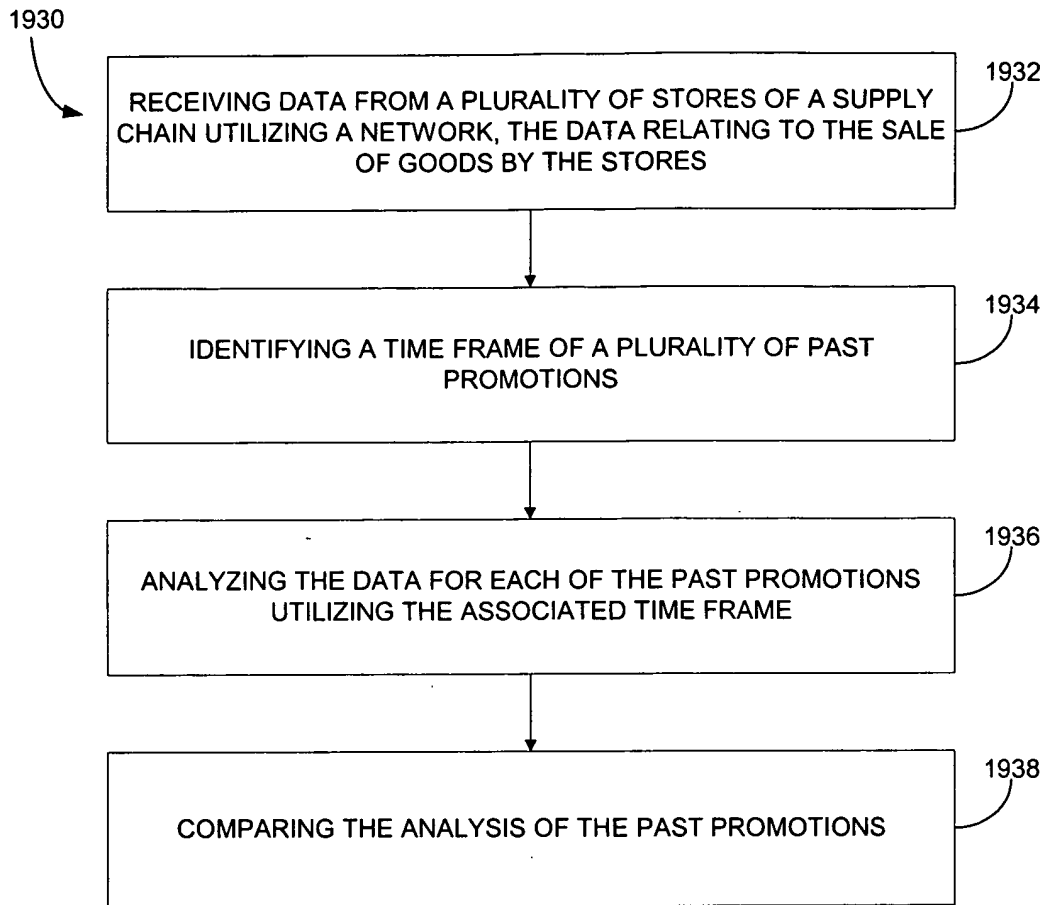 1930
1932
RECEIVING DATA FROM A PLURALITY OF STORES OF A SUPPLY
CHAIN UTILIZING A NETWORK, THE DATA RELATING TO THE SALE
OF GOODS BY THE STORES
1934
IDENTIFYING A TIME FRAME OF A PLURALITY OF PAST
PROMOTIONS
1936
ANALYZING THE DATA FOR EACH OF THE PAST PROMOTIONS
UTILIZING THE ASSOCIATED TIME FRAME
1938
COMPARING THE ANALYSIS OF THE PAST PROMOTIONS